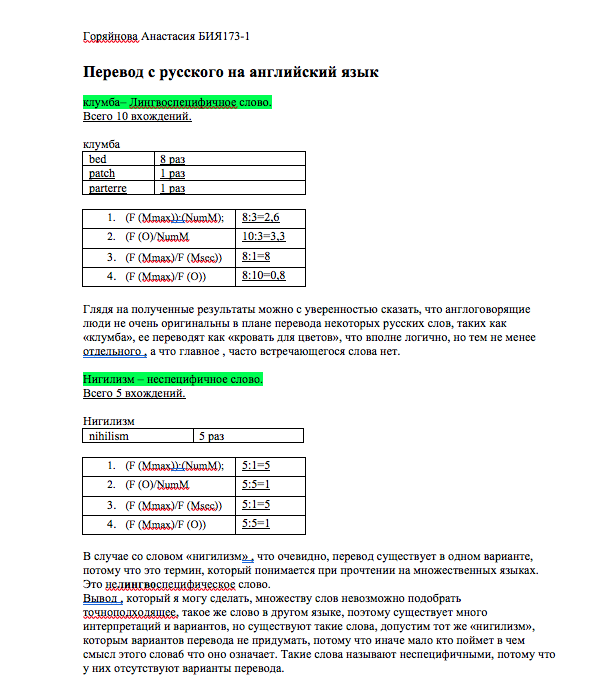 Горяйнова Анастасия БИЯ173-1
Перевод с русского на английский язык
клумба– Лингвоспецифичное слово.
Всего 10 вхождений.
клумба
bed 8 раз
patch 1 раз
parterre 1 раз
1. (F (Mmax)):(NumM); 8:3=2,6
2. (F (O)/NumM 10:3=3,3
3. (F (Mmax)/F (Msec)) 8:1=8
4. (F (Mmax)/F (O)) 8:10=0,8
Глядя на полученные результаты можно с уверенностью сказать, что англоговорящие
люди не очень оригинальны в плане перевода некоторых русских слов, таких как
«клумба», ее переводят как «кровать для цветов», что вполне логично, но тем не менее
отдельного , а что главное , часто встречающегося слова нет.
Нигилизм – неспецифичное слово.
Всего 5 вхождений.
Нигилизм
nihilism 5 раз
1. (F (Mmax)):(NumM); 5:1=5
2. (F (O)/NumM 5:5=1
3. (F (Mmax)/F (Msec)) 5:1=5
4. (F (Mmax)/F (O)) 5:5=1
В случае со словом «нигилизм» , что очевидно, перевод существует в одном варианте,
потому что это термин, который понимается при прочтении на множественных языках.
Это нелингвоспецифическое слово.
Вывод , который я могу сделать, множеству слов невозможно подобрать
точноподходящее, такое же слово в другом языке, поэтому существует много
интерпретаций и вариантов, но существуют такие слова, допустим тот же «нигилизм»,
которым вариантов перевода не придумать, потому что иначе мало кто поймет в чем
смысл этого словаб что оно означает. Такие слова называют неспецифичными, потому что
у них отсутствуют варианты перевода.